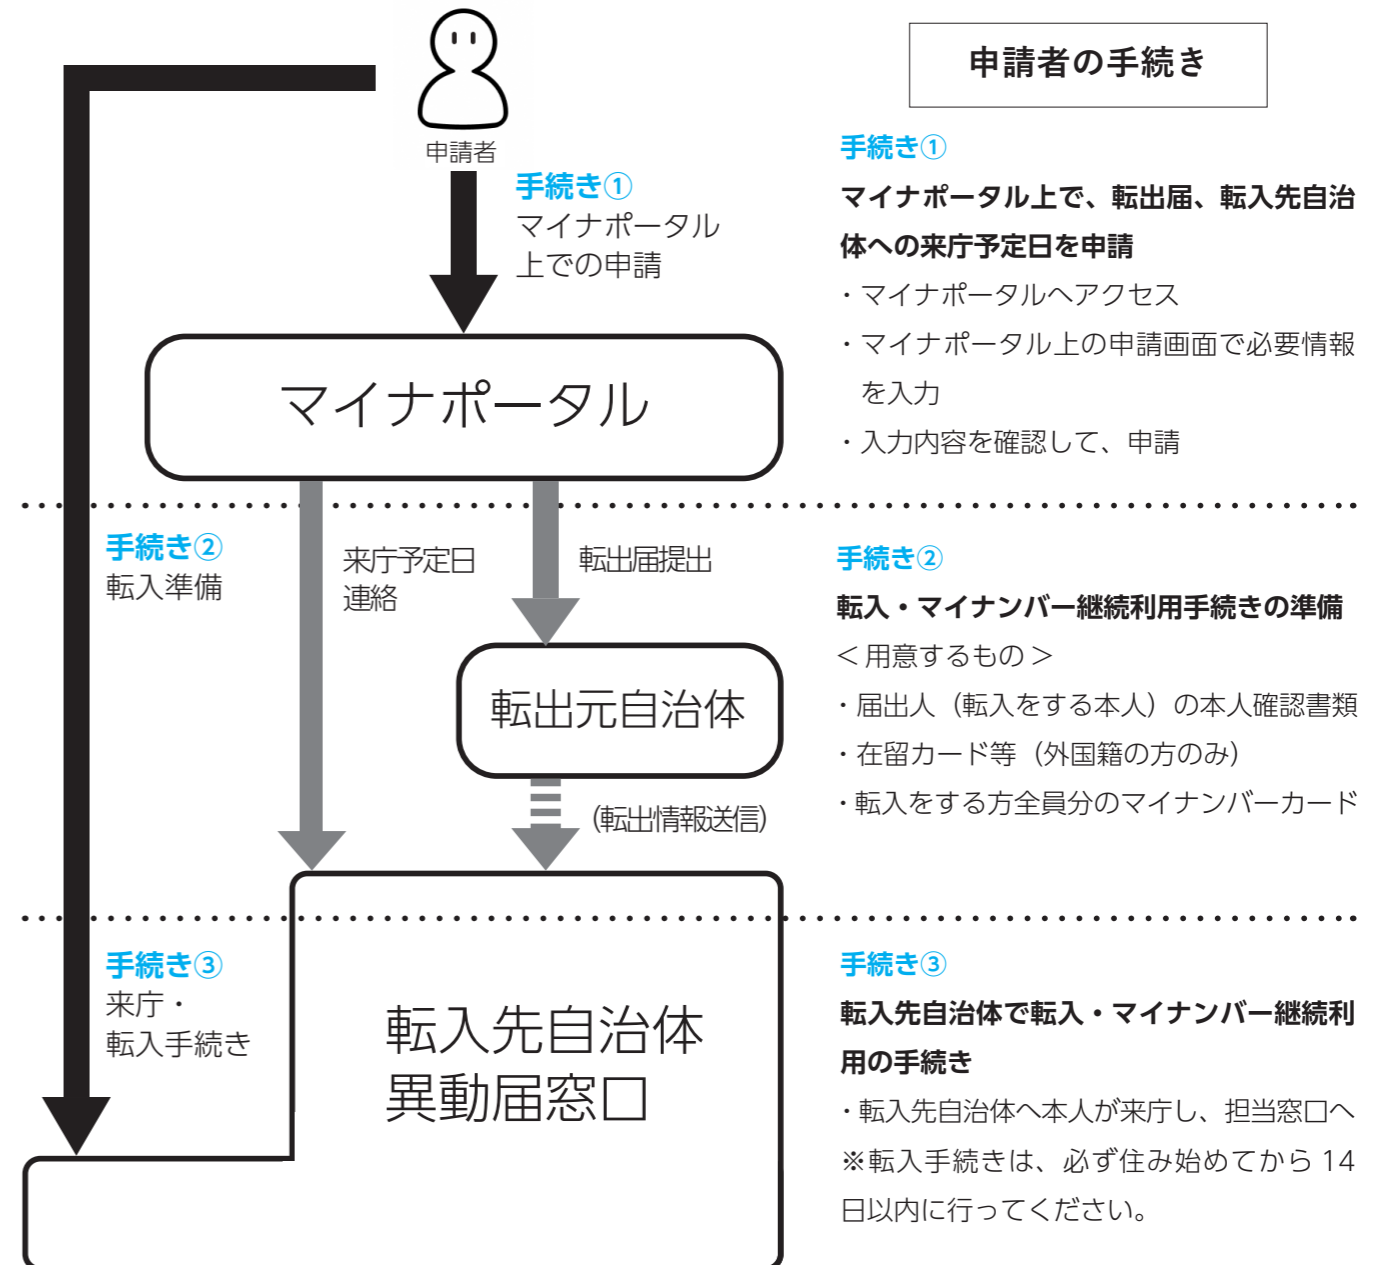 申請者
手続き①
マイナポータル
上での申請
マイナポータル
手続き②
転入準備
来庁予定日
連絡
転出届提出
転出元自治体
(転出情報送信)
手続き③
来庁・
転入手続き
転入先自治体
異動届窓口
申請者の手続き
手続き①
マイナポータル上で、転出届、転入先自治
体への来庁予定日を申請
・マイナポータルへアクセス
・マイナポータル上の申請画面で必要情報
を入力
・入力内容を確認して、申請
手続き②
転入・マイナンバー継続利用手続きの準備
＜用意するもの＞
・届出人（転入をする本人）の本人確認書類
・在留カード等（外国籍の方のみ）
・転入をする方全員分のマイナンバーカード
手続き③
転入先自治体で転入・マイナンバー継続利
用の手続き
・転入先自治体へ本人が来庁し、担当窓口へ
※転入手続きは、必ず住み始めてから 14
日以内に行ってください。